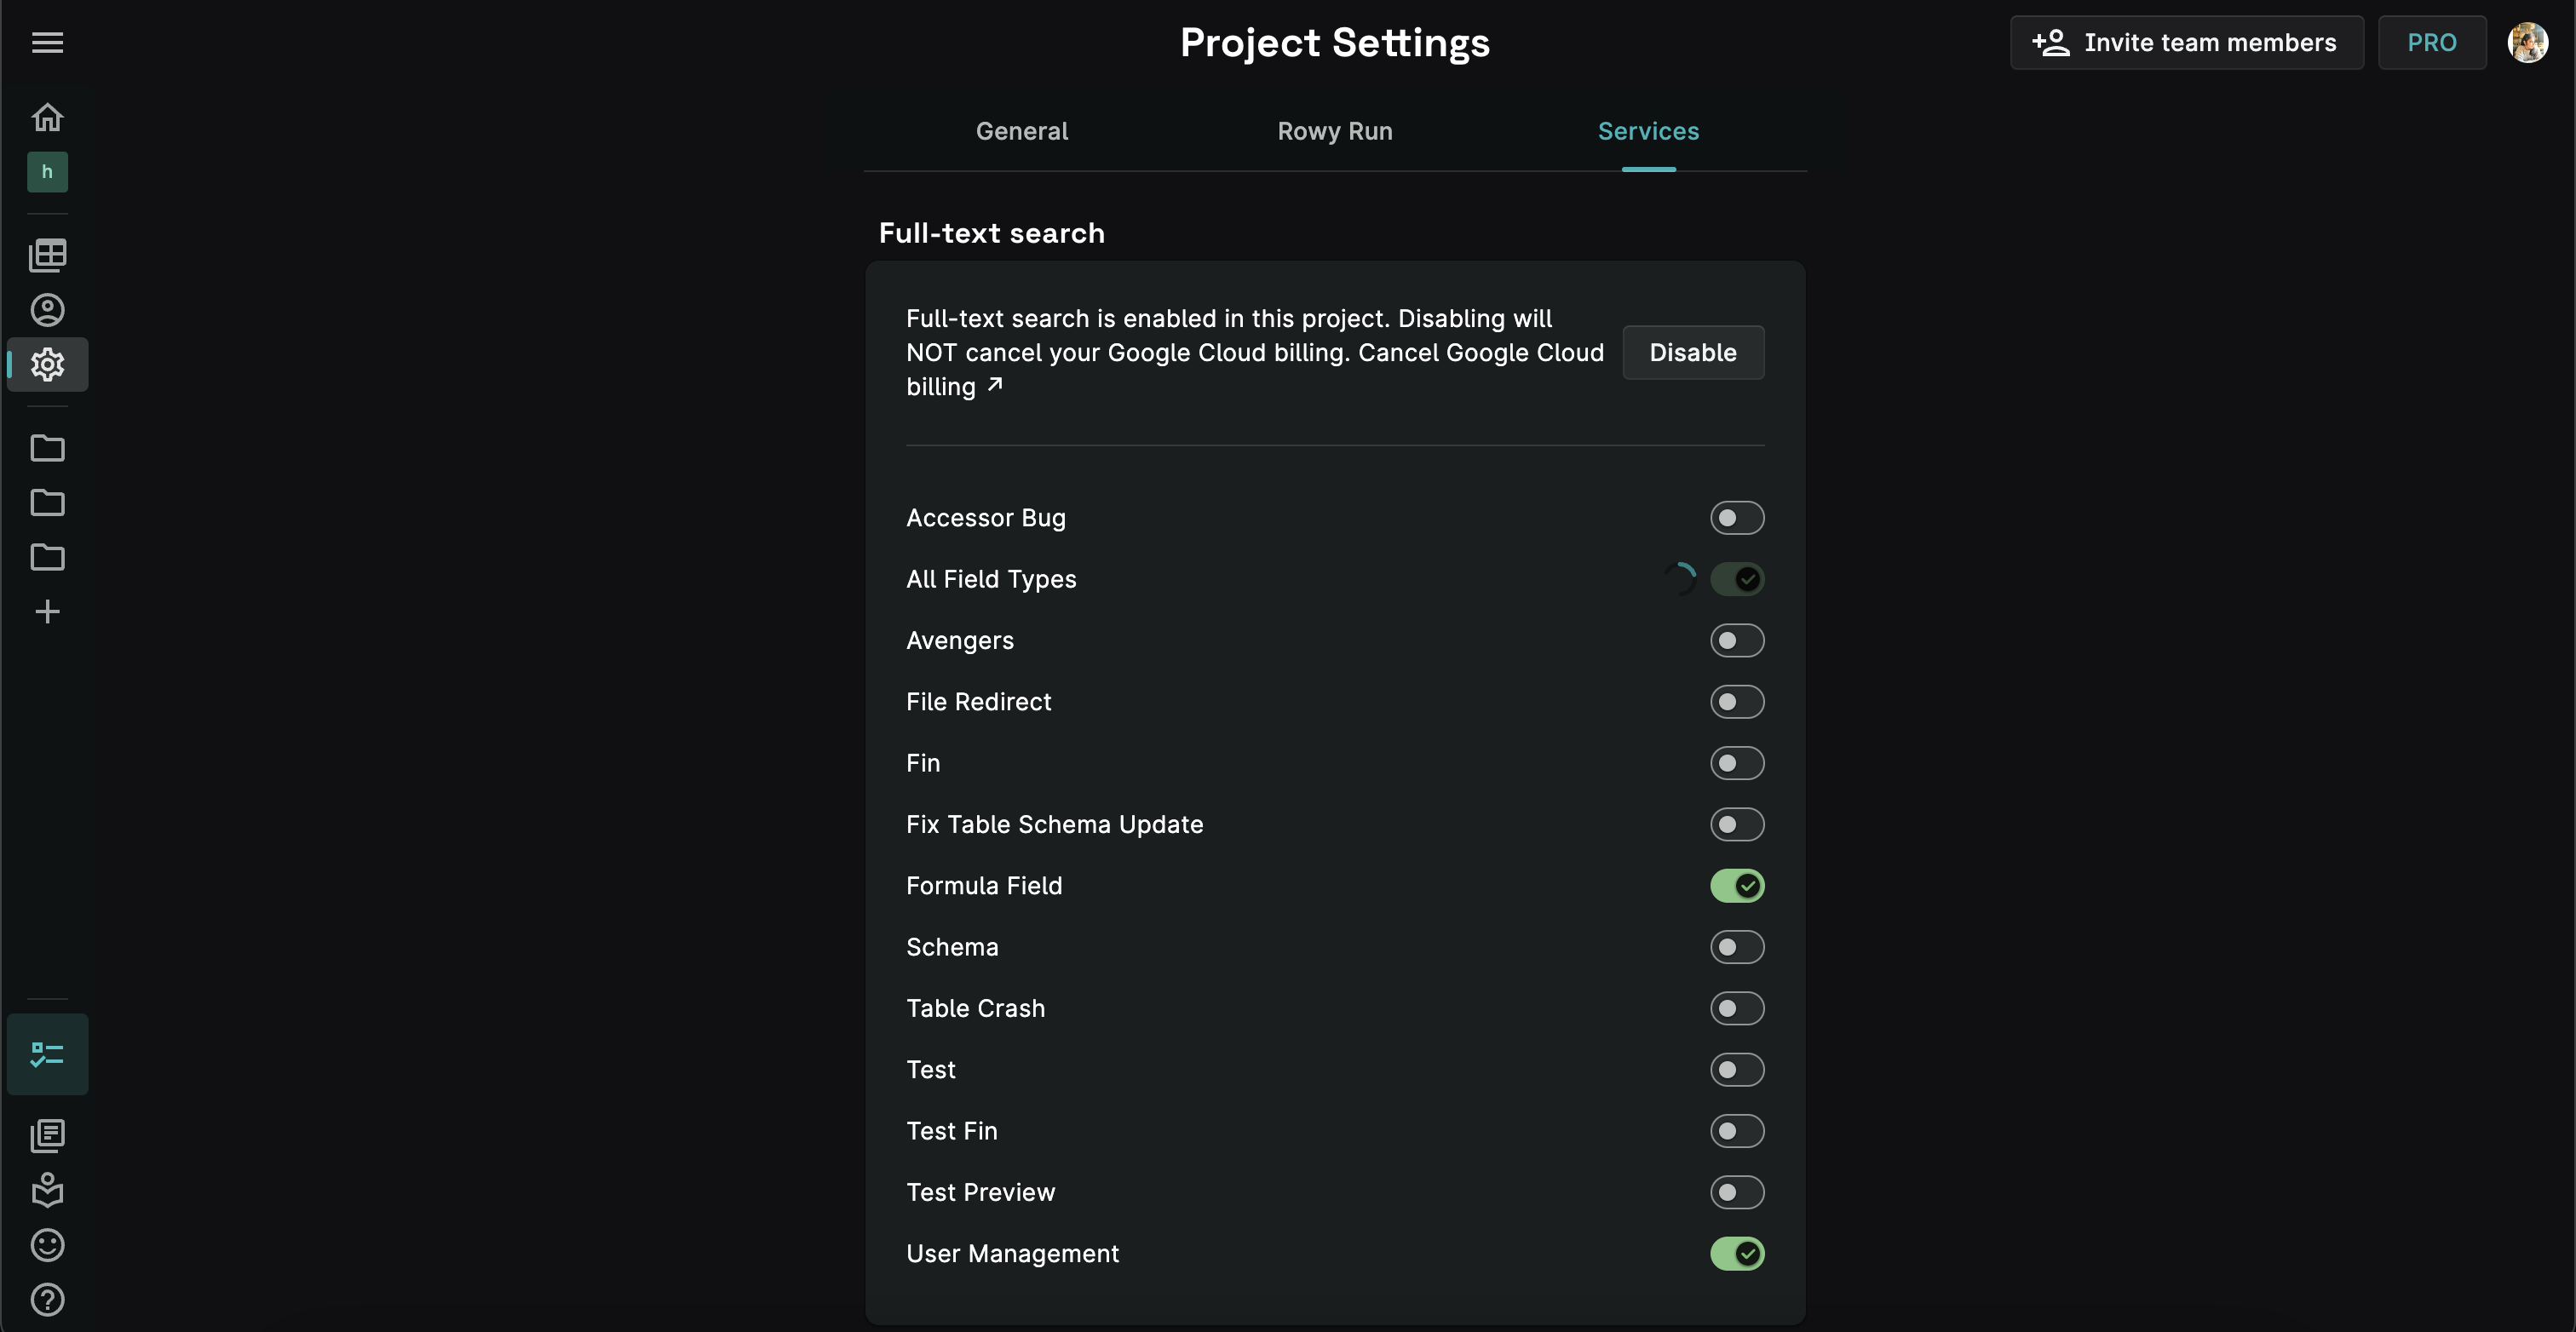 Project Settings
Invite team members
PRO
h
General
Rowy Run
Services
Full-text search
Full-text search is enabled in this project. Disabling will
NOT cancel your Google Cloud billing. Cancel Google Cloud
billing
Disable
Accessor Bug
All Field Types
Avengers
File Redirect
Fin
Fix Table Schema Update
Formula Field
Schema
Table Crash
Test
Test Fin
Test Preview
User Management